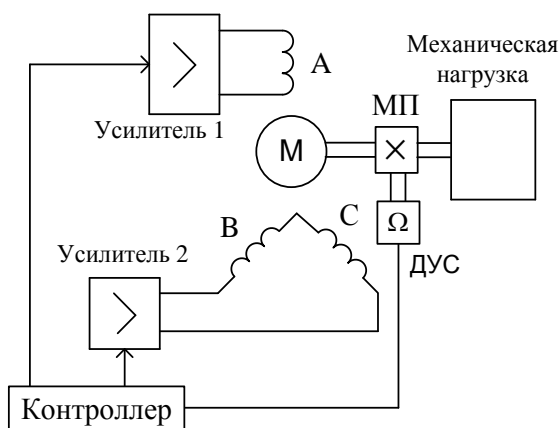 Механическая
нагрузка
А
МП
Усилитель 1
М
×
В
С
Ω
Усилитель 2
ДУС
Контроллер